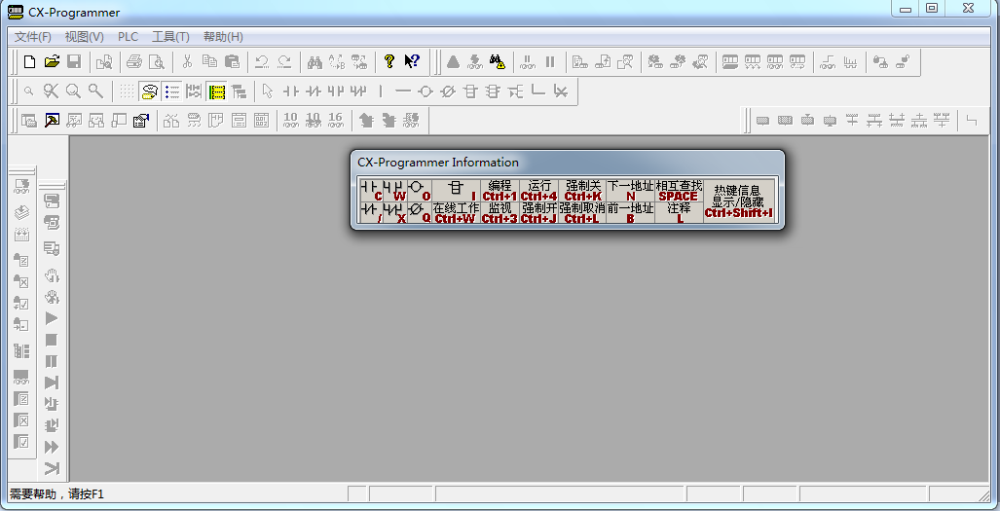 CX-Programmer
文件(F) 视图(V) PLC 工具(T) 帮助(H)
10 10 16
CX-Programmer Information
C W O I 编程 Ctrl+1 运行 Ctrl+4 强制关 Ctrl+K 下一地址 N 相互查找 SPACE 热键信息 显示/隐藏 Ctrl+Shift+I
/ X Q 在线工作 Ctrl+W 监视 Ctrl+3 强制开 Ctrl+J 强制取消 Ctrl+L 前一地址 B 注释 L
需要帮助，请按F1